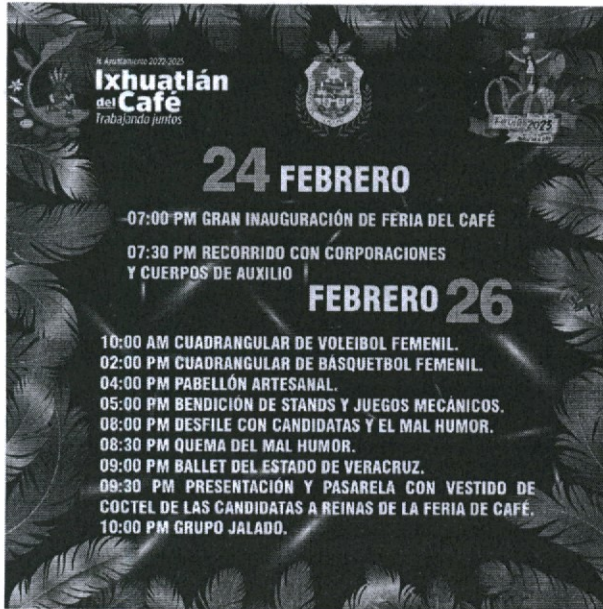 H. Ayuntamiento 2022-2025
Ixhuatlán
del Café
Trabajando juntos
2025
24 FEBRERO
07:00 PM GRAN INAUGURACIÓN DE FERIA DEL CAFÉ
07:30 PM RECORRIDO CON CORPORACIONES
Y CUERPOS DE AUXILIO
FEBRERO 26
10:00 AM CUADRANGULAR DE VOLEIBOL FEMENIL.
02:00 PM CUADRANGULAR DE BÁSQUETBOL FEMENIL.
04:00 PM PABELLÓN ARTESANAL.
05:00 PM BENDICIÓN DE STANDS Y JUEGOS MECÁNICOS.
08:00 PM DESFILE CON CANDIDATAS Y EL MAL HUMOR.
08:30 PM QUEMA DEL MAL HUMOR.
09:00 PM BALLET DEL ESTADO DE VERACRUZ.
09:30 PM PRESENTACIÓN Y PASARELA CON VESTIDO DE
COCTEL DE LAS CANDIDATAS A REINAS DE LA FERIA DE CAFÉ.
10:00 PM GRUPO JALADO.